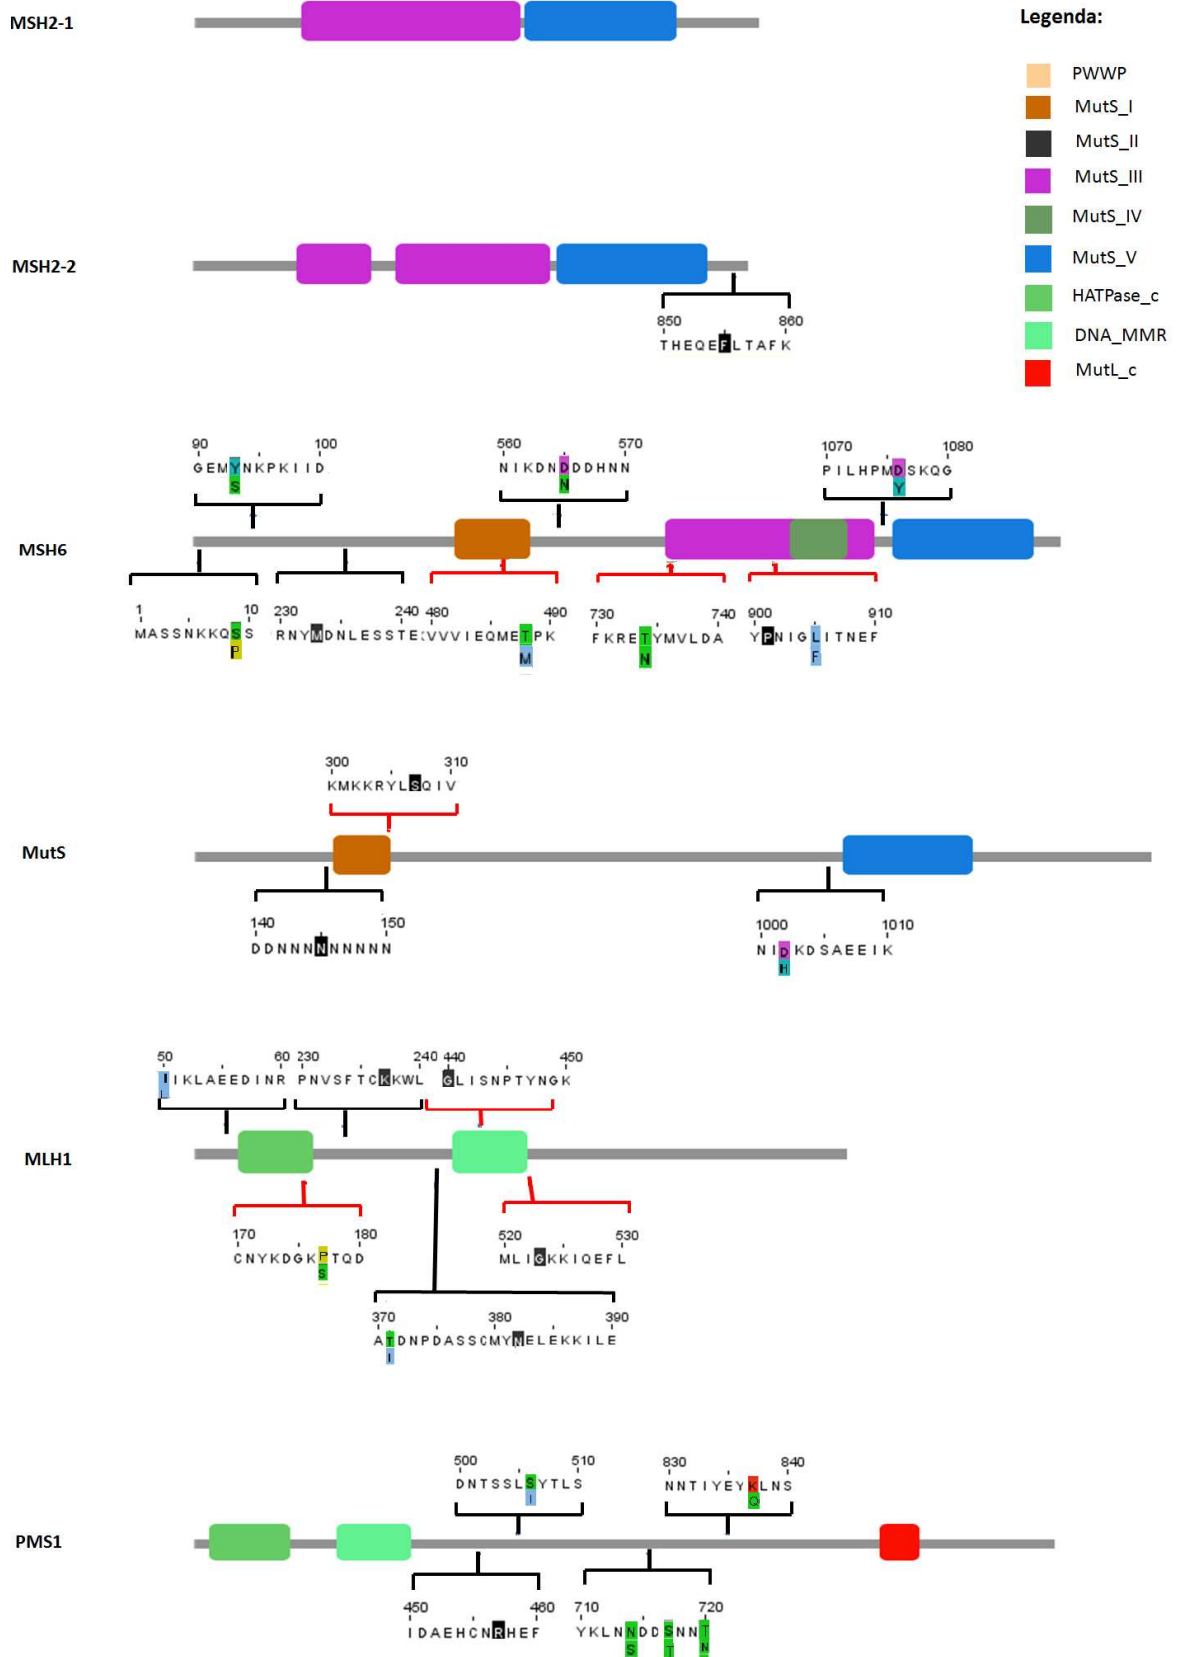 MSH2-1
Legenda:
PWWP
MutS_I
MutS_II
MutS_III
MutS_IV
MutS_V
HATPase_c
DNA_MMR
MutL_c
MSH2-2
850 860
THEQEFLTAFK
90 100
GEMYNKPKIID
S
560 570
NIKDNDDDHNN
N
1070 1080
PILHPMDSKQG
Y
MSH6
1 10
MASSNKKQSS
P
230 240
RNYMDNLESSTE
480 490
VVVIEQMETPK
M
730 740
FKRETYMVLDA
N
900 910
YPNIGLITNEF
F
300 310
KMKKRYLSQIV
MutS
140 150
DDNNNNNNNNN
1000 1010
NIDKDSAEEIK
H
50 60
IIKLAEEDINR
L
230 240
PNVSFTCKKWL
440 450
GLISNPTYNGK
MLH1
170 180
CNYKDGKPTQD
S
520 530
MLIGKKIQEFL
370 380 390
ATDNPDASSCMYNELEKKILE
I
500 510
DNTSSLSYTLS
I
830 840
NNTIYEYKLNS
Q
PMS1
450 460
IDAEHCNRHEF
710 720
YKLNNDDSNNT
S T N